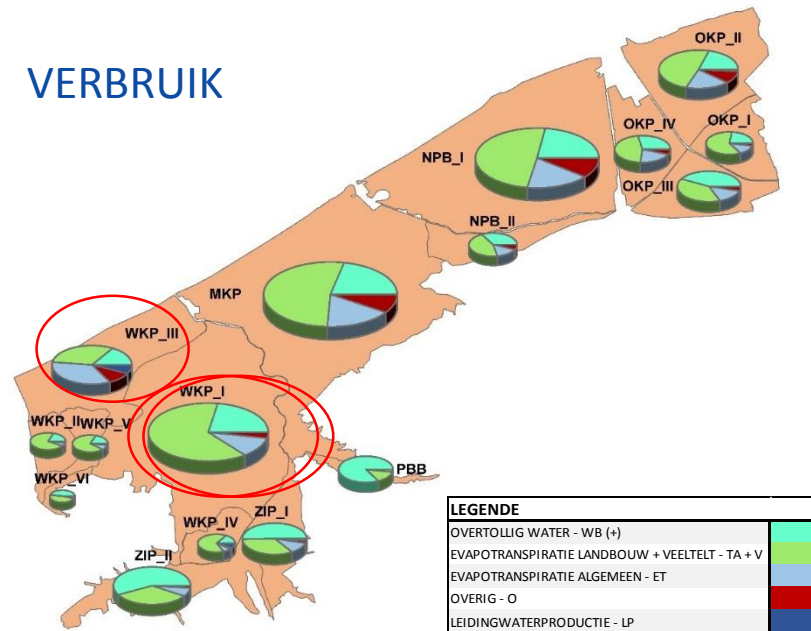 VERBRUIK
OKP_II
OKP_IV
OKP_I
NPB_I
OKP_III
NPB_II
MKP
WKP_III
WKP_I
WKP_II
WKP_V
PBB
WKP_VI
WKP_IV
ZIP_I
ZIP_II
LEGENDE
OVERTOLLIG WATER - WB (+)
EVAPOTRANSPIRATIE LANDBOUW + VEELTELT - TA + V
EVAPOTRANSPIRATIE ALGEMEEN - ET
OVERIG - O
LEIDINGWATERPRODUCTIE - LP